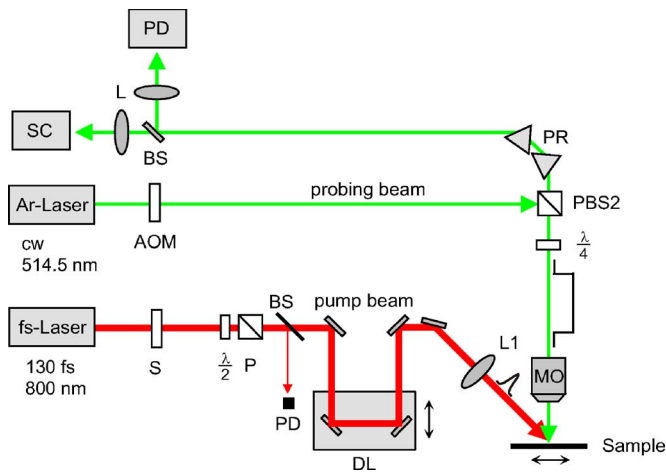 PD
L
SC
BS
PR
Ar-Laser
AOM
probing beam
PBS2
cw
514.5 nm
λ
4
BS
pump beam
fs-Laser
S
λ
2
P
L1
MO
130 fs
800 nm
PD
DL
Sample